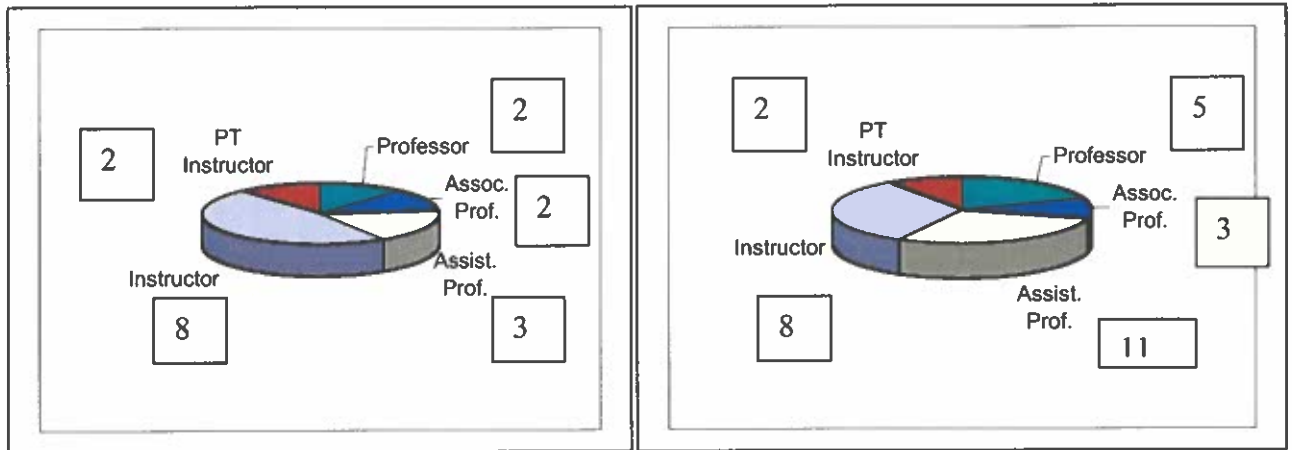 2
2
PT
Instructor
Professor
Assoc.
Prof.
2
Instructor
Assist.
Prof.
8
3
2
5
PT
Instructor
Professor
Assoc.
Prof.
3
Instructor
Assist.
Prof.
8
11